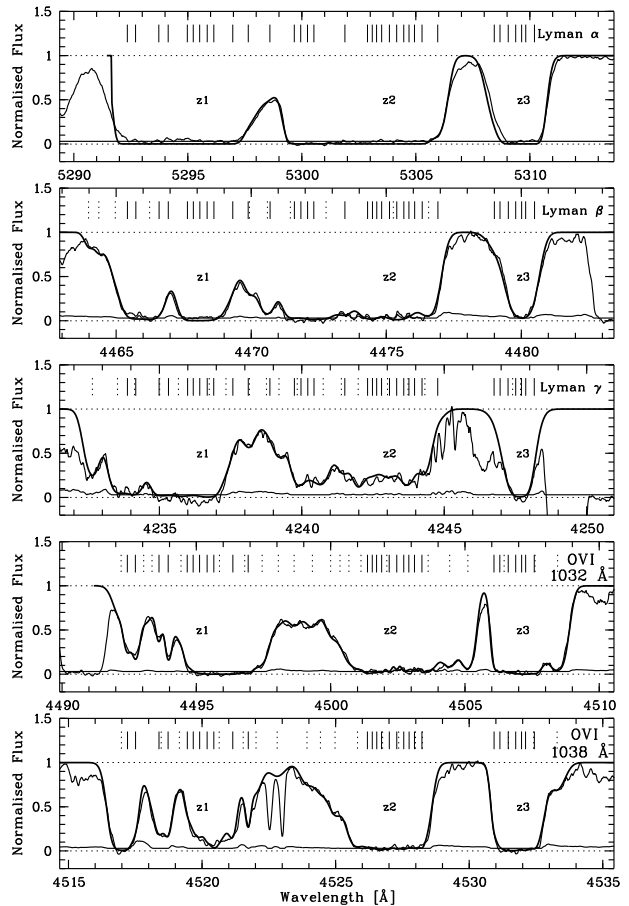 1.5
Lyman α
1
0.5
0
z1
z2
z3
Normalised Flux
5290
5295
5300
5305
5310
1.5
Lyman β
1
0.5
0
z1
z2
z3
Normalised Flux
4465
4470
4475
4480
1.5
Lyman γ
1
0.5
0
z1
z2
z3
Normalised Flux
4235
4240
4245
4250
1.5
OVI
1032 Å
1
0.5
0
z1
z2
z3
Normalised Flux
4490
4495
4500
4505
4510
1.5
OVI
1038 Å
1
0.5
0
z1
z2
z3
Normalised Flux
4515
4520
4525
4530
4535
Wavelength [Å]